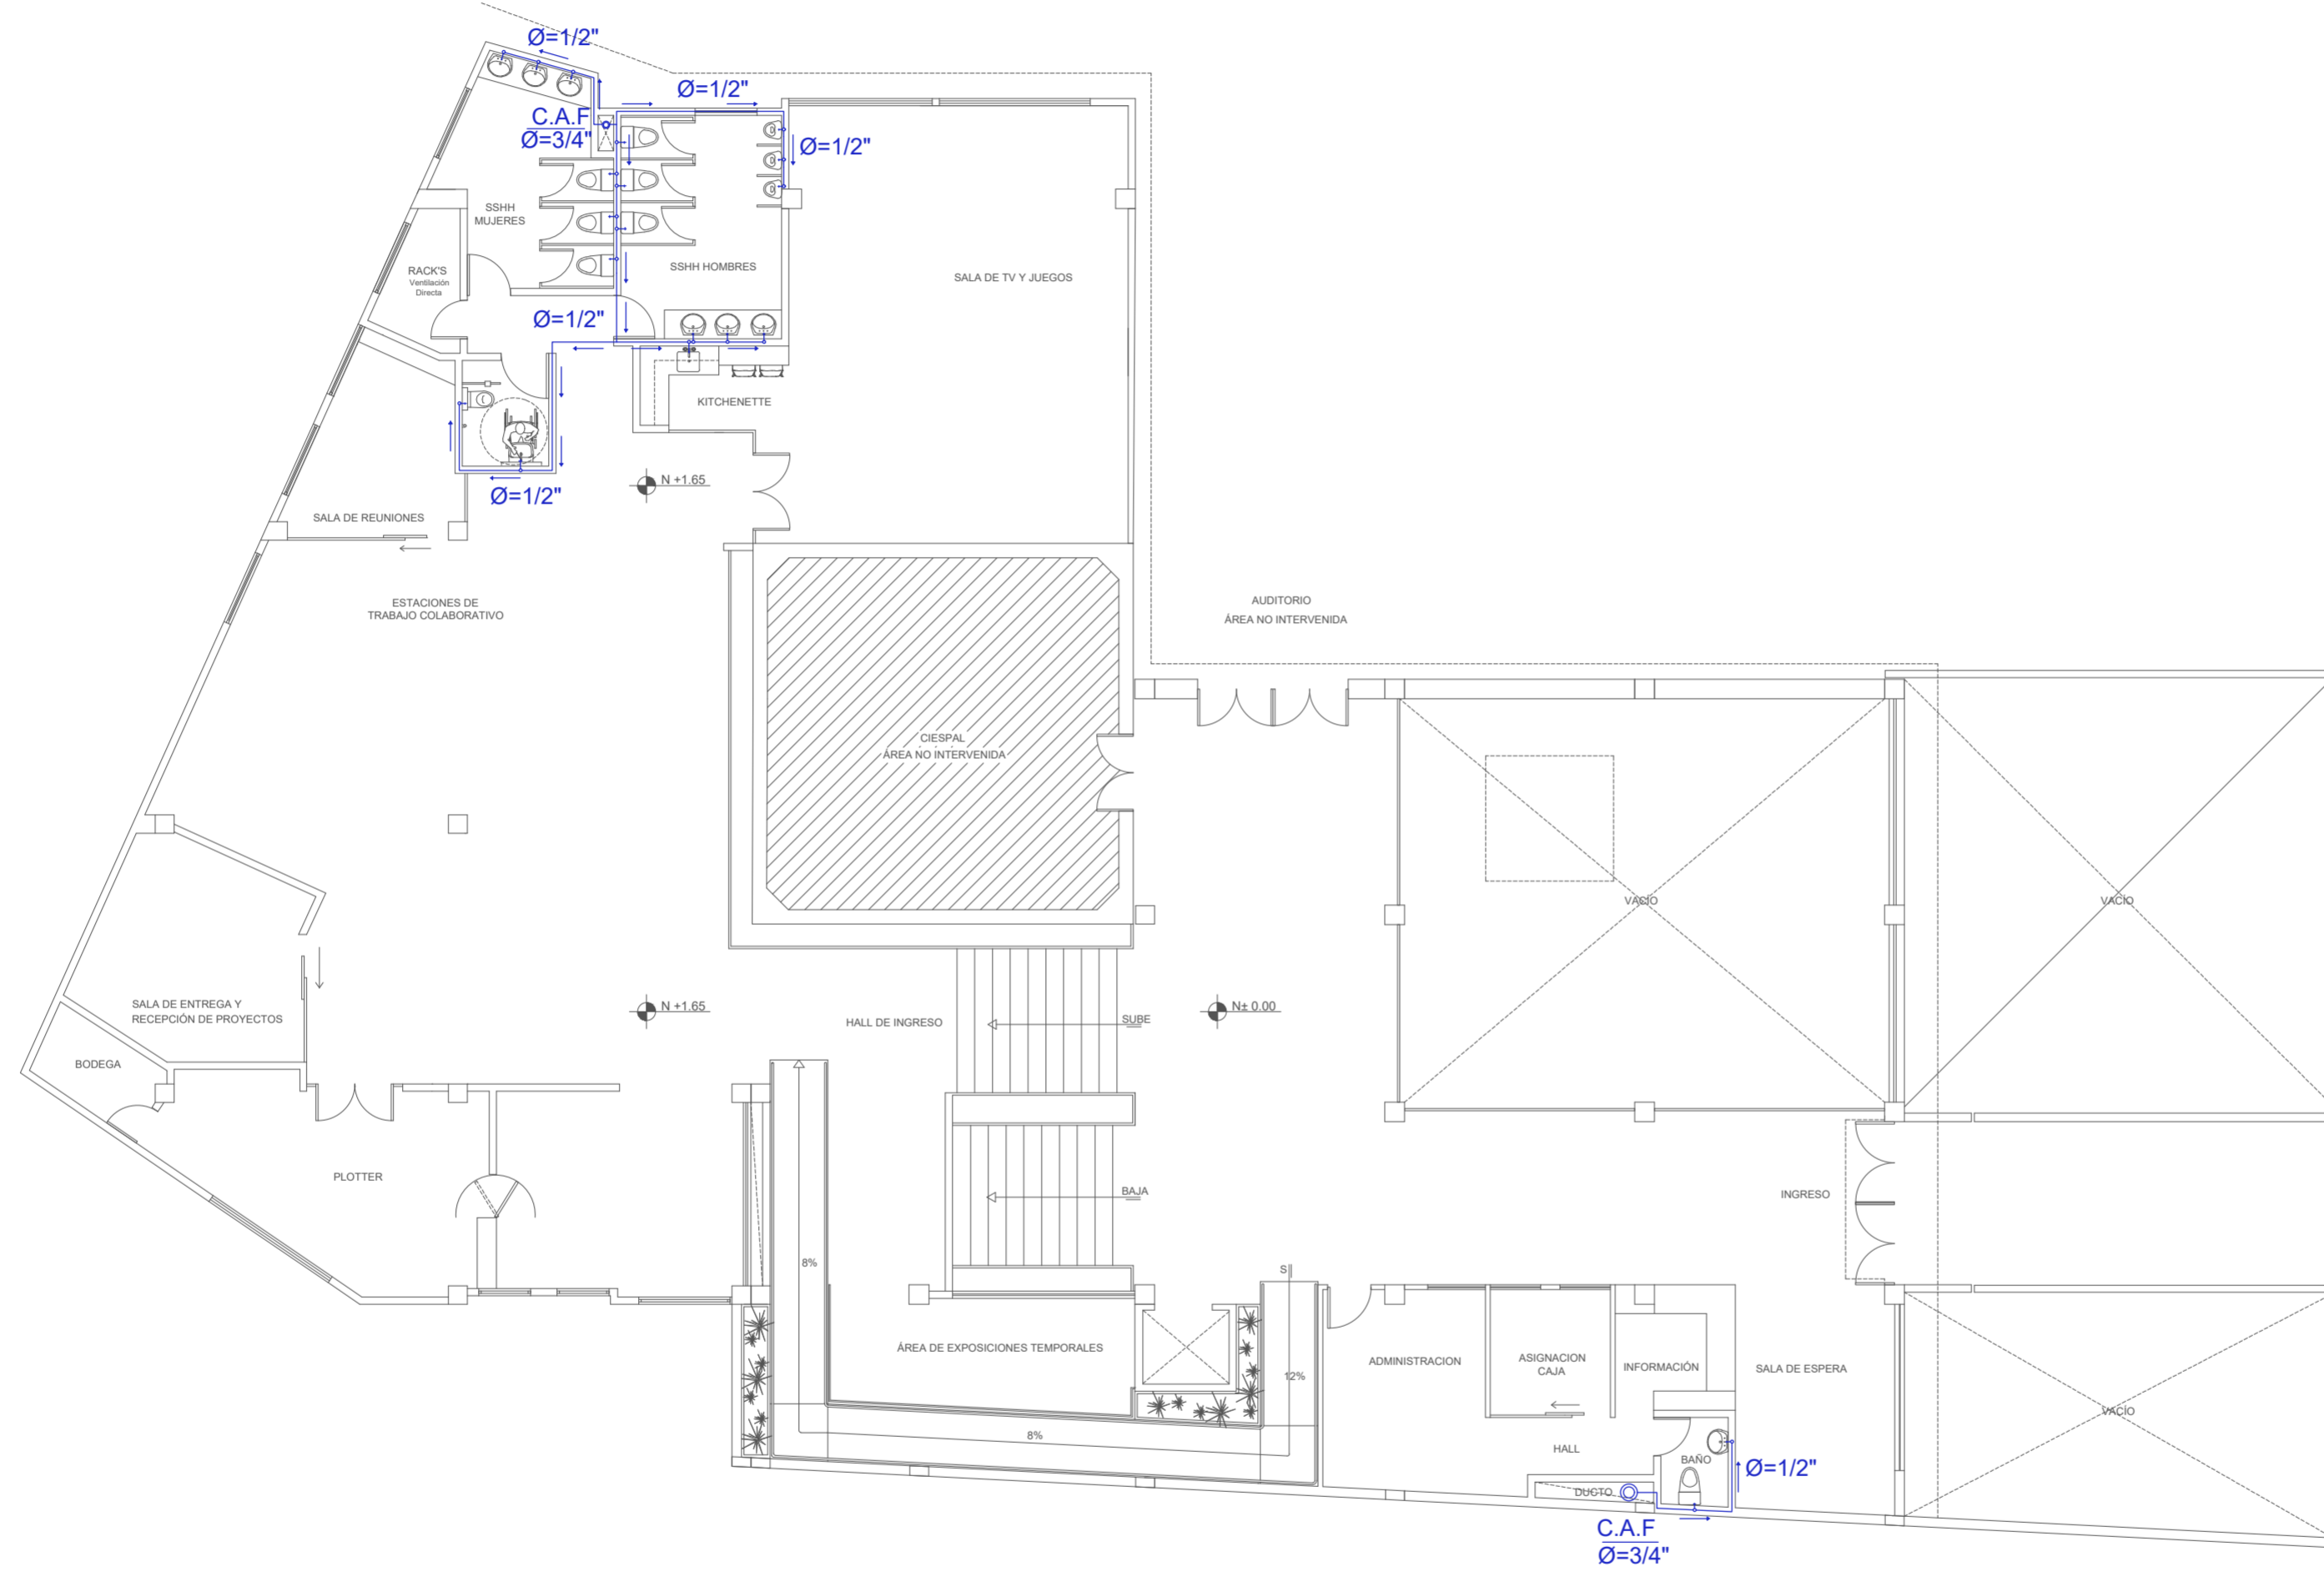 Ø=1/2"
Ø=1/2"
C.A.F
Ø=3/4"
Ø=1/2"
SSHH
MUJERES
RACK'S
Ventilación
Directa
SSHH HOMBRES
SALA DE TV Y JUEGOS
Ø=1/2"
KITCHENETTE
Ø=1/2"
N +1.65
SALA DE REUNIONES
ESTACIONES DE
TRABAJO COLABORATIVO
AUDITORIO
ÁREA NO INTERVENIDA
CIESPAL
ÁREA NO INTERVENIDA
VACÍO
VACÍO
SALA DE ENTREGA Y
RECEPCIÓN DE PROYECTOS
N +1.65
HALL DE INGRESO
SUBE
N± 0.00
BODEGA
PLOTTER
BAJA
INGRESO
8%
S
ÁREA DE EXPOSICIONES TEMPORALES
12%
ADMINISTRACION
ASIGNACION
CAJA
INFORMACIÓN
SALA DE ESPERA
VACÍO
8%
HALL
BAÑO
Ø=1/2"
DUCTO
C.A.F
Ø=3/4"